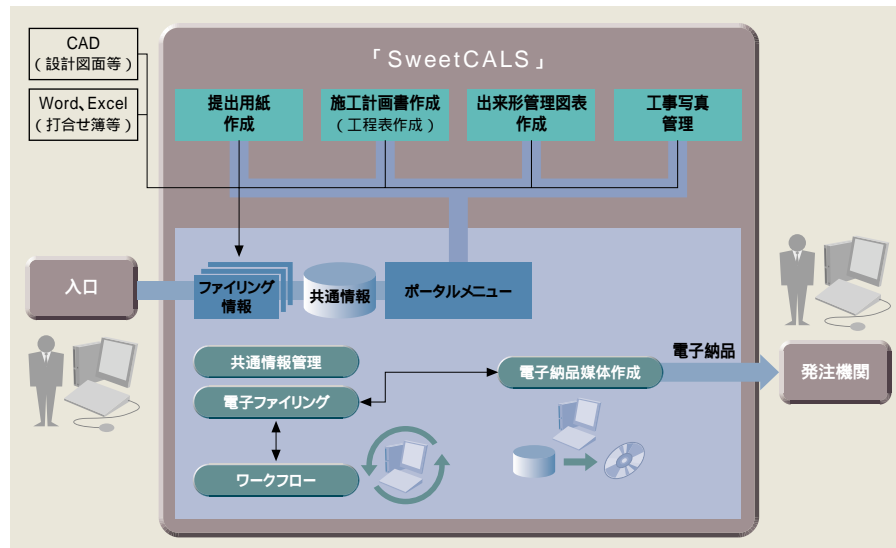 CAD
（設計図面等）
Word、Excel
（打合せ簿等）
「SweetCALS」
提出用紙
作成
施工計画書作成
（工程表作成）
出来形管理図表
作成
工事写真
管理
入口
ファイリング
情報
共通情報
ポータルメニュー
共通情報管理
電子ファイリング
ワークフロー
電子納品媒体作成
電子納品
発注機関